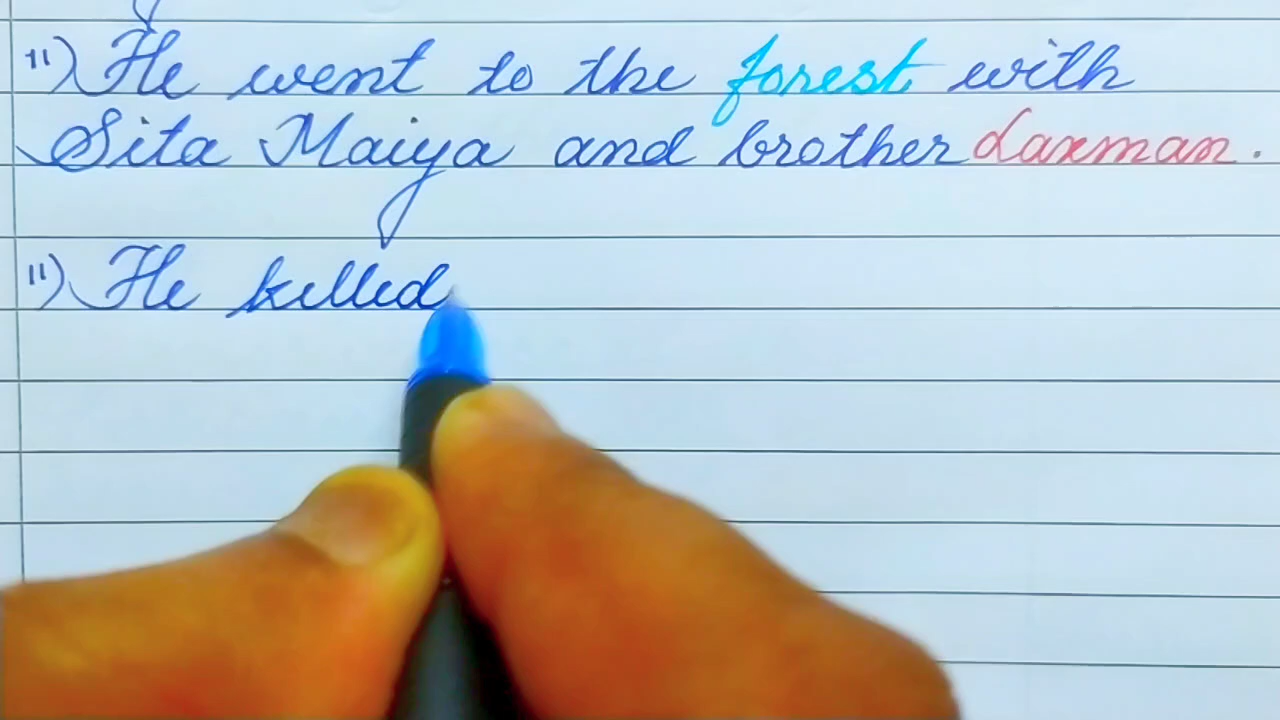 11) He went to the forest with
Sita Maiya and brother Laxman.
11) He killed